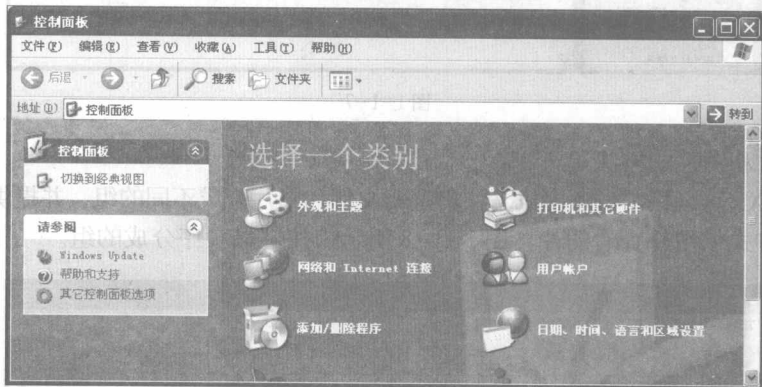 控制面板
文件(F) 编辑(E) 查看(V) 收藏(A) 工具(T) 帮助(H)
后退 搜索 文件夹
地址(D) 控制面板 转到
控制面板
切换到经典视图
请参阅
Windows Update
帮助和支持
其它控制面板选项
选择一个类别
外观和主题
打印机和其它硬件
网络和 Internet 连接
用户帐户
添加/删除程序
日期、时间、语言和区域设置